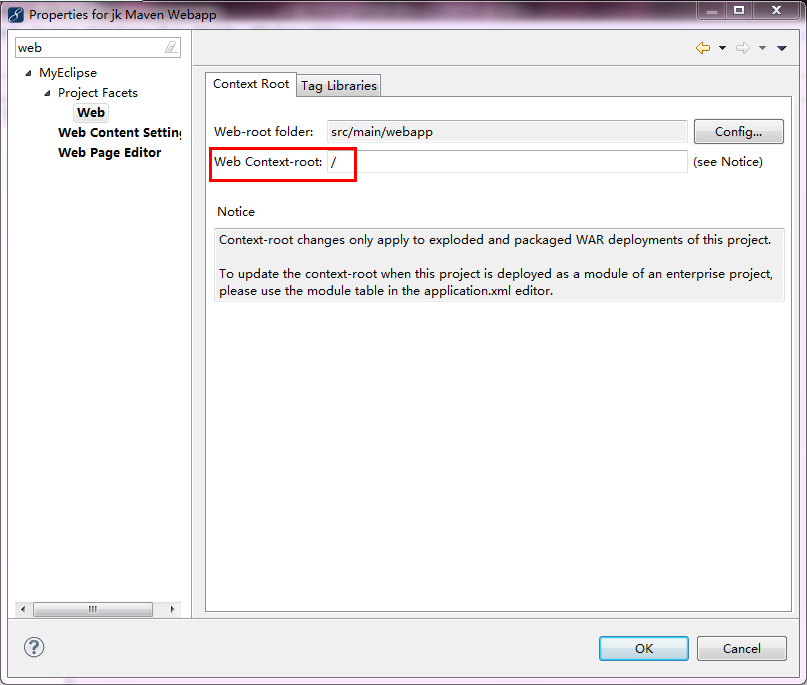 Properties for jk Maven Webapp
web
MyEclipse
Project Facets
Web
Web Content Setting
Web Page Editor
Context Root
Tag Libraries
Web-root folder: src/main/webapp Config...
Web Context-root: / (see Notice)
Notice
Context-root changes only apply to exploded and packaged WAR deployments of this project.
To update the context-root when this project is deployed as a module of an enterprise project,
please use the module table in the application.xml editor.
OK
Cancel